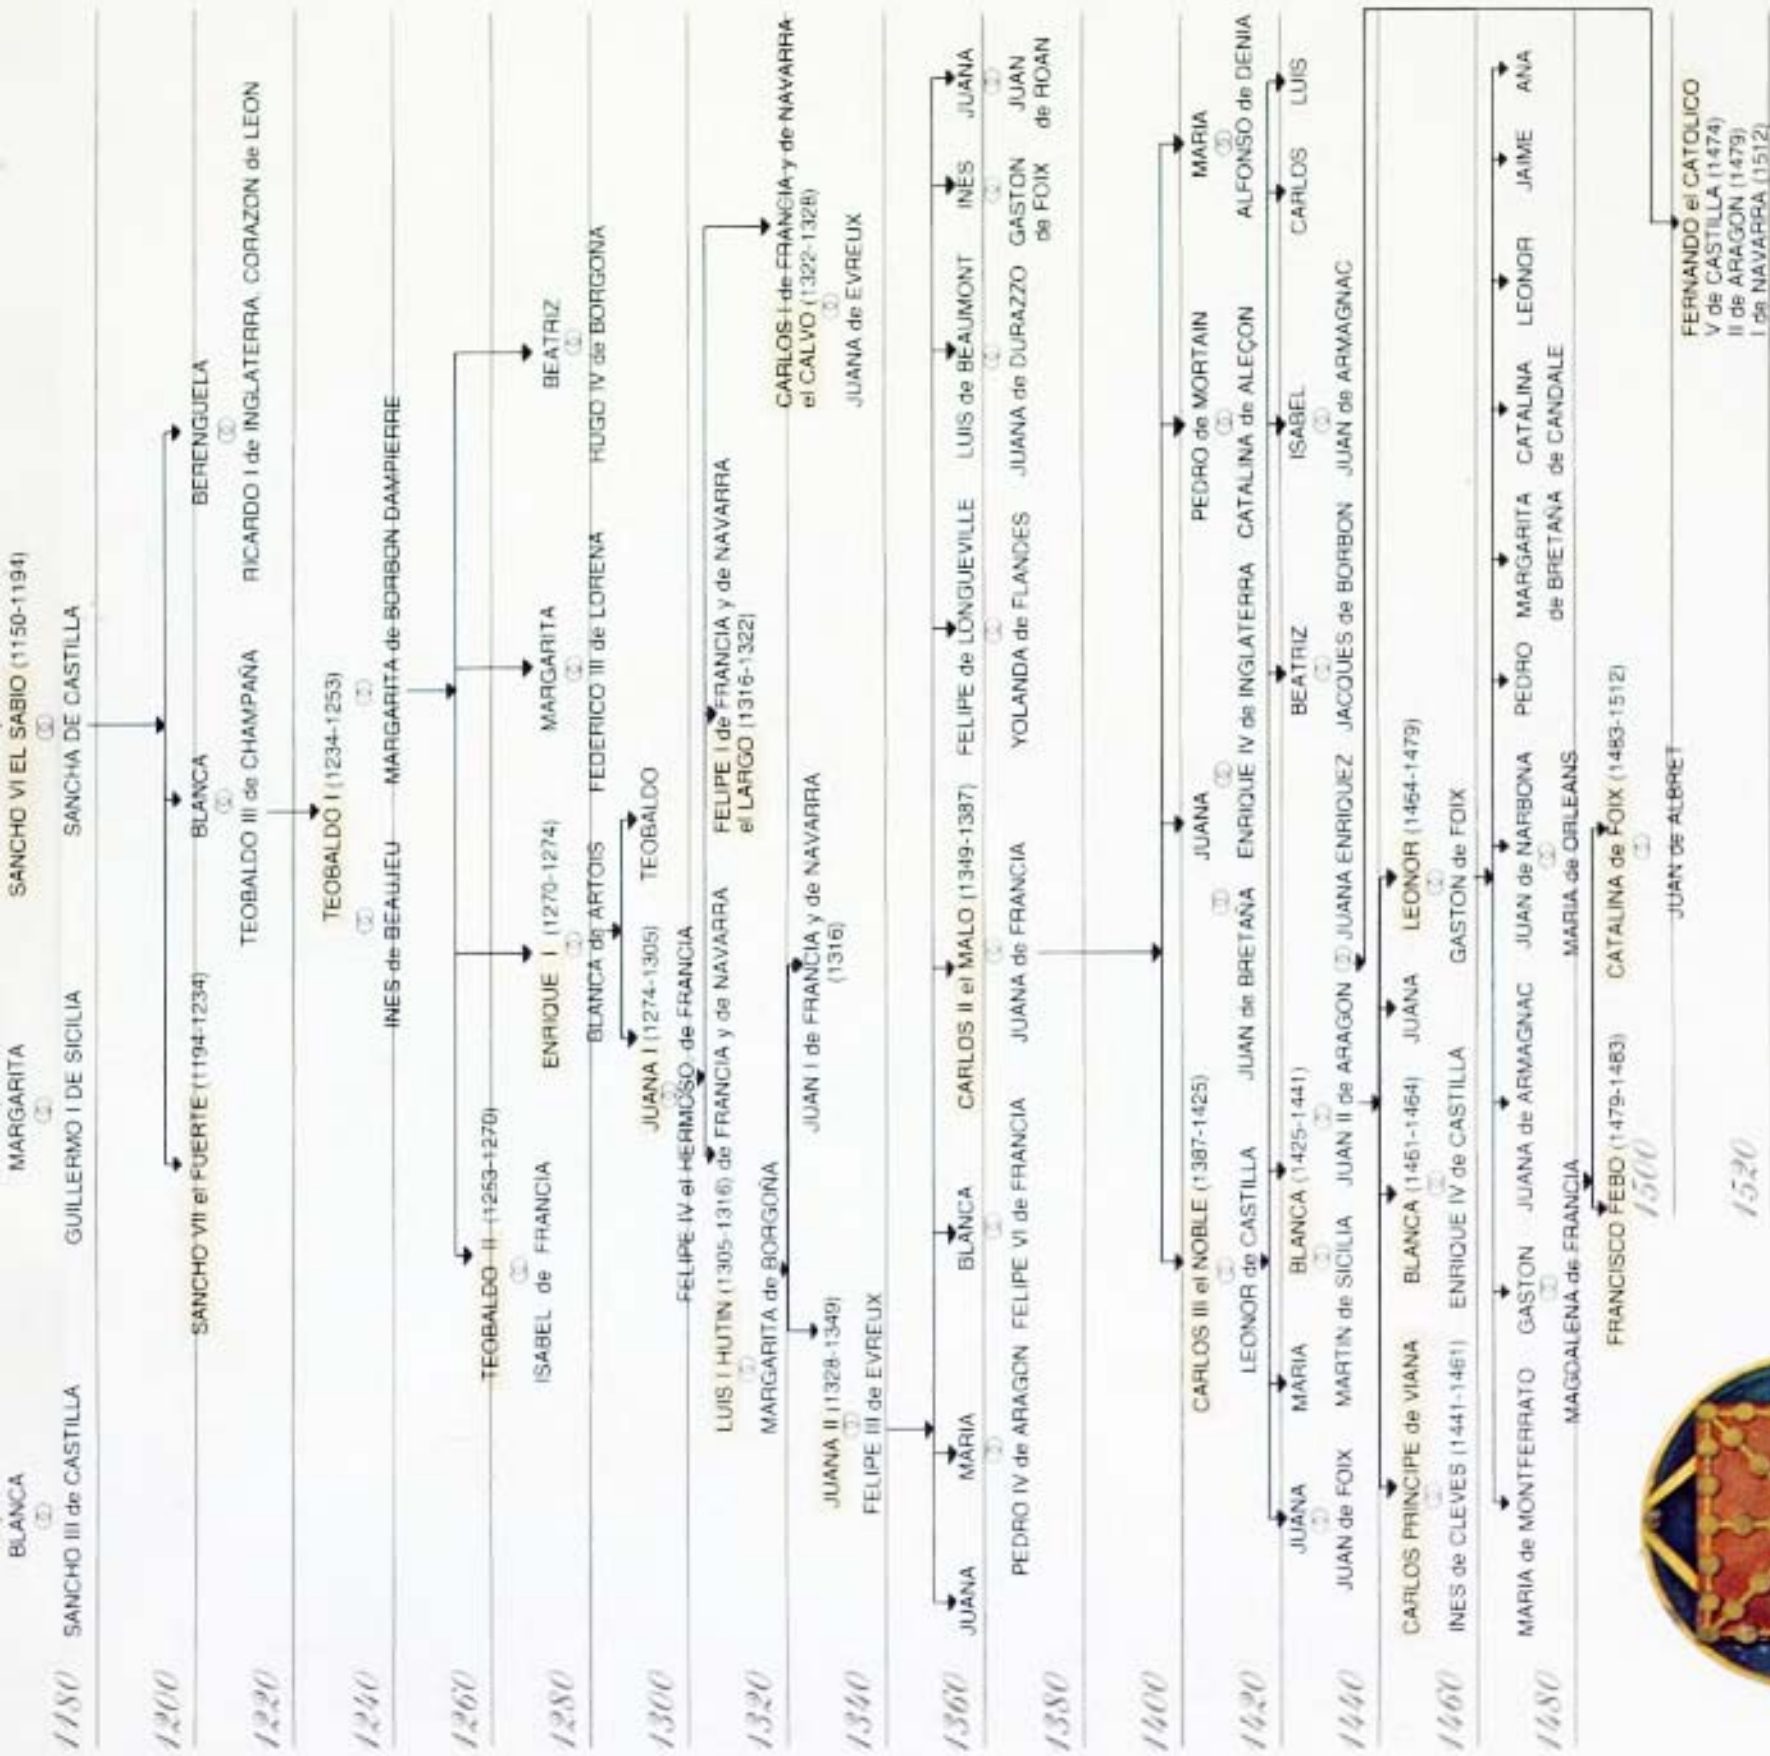 BLANCA MARGARITA SANCHO VI EL SABIO (1150-1194)
1180 SANCHO III de CASTILLA GUILLERMO I DE SICILIA SANCHA DE CASTILLA
1200 SANCHO VII el FUERTE (1194-1234) BLANCA BERENGUELA
1220 TEOBALDO III de CHAMPAÑA RICARDO I de INGLATERRA, CORAZON de LEON
TEOBALDO I (1234-1253)
1240 INES de BEAUJEU MARGARITA de BORBON-DAMPIERRE
1260 TEOBALDO II (1253-1270)
ISABEL de FRANCIA ENRIQUE I (1270-1274) MARGARITA BEATRIZ
1280 BLANCA de ARTOIS FEDERICO III de LORENA HUGO IV de BORGOÑA
JUANA I (1274-1305) TEOBALDO
1300 FELIPE IV el HERMOSO de FRANCIA
LUIS I HUTIN (1305-1316) de FRANCIA y de NAVARRA FELIPE I de FRANCIA y de NAVARRA
el LARGO (1316-1322)
1320 MARGARITA de BORGOÑA CARLOS I de FRANCIA y de NAVARRA
el CALVO (1322-1328)
JUANA II (1328-1349) JUAN I de FRANCIA y de NAVARRA
(1316)
1340 FELIPE III de EVREUX JUANA de EVREUX
1360 JUANA MARIA BLANCA CARLOS II el MALO (1349-1387) FELIPE de LONGUEVILLE LUIS de BEAUMONT INES JUANA
PEDRO IV de ARAGON FELIPE VI de FRANCIA JUANA de FRANCIA YOLANDA de FLANDES JUANA de DURAZZO GASTON JUAN
de FOIX de ROAN
1380
1400 CARLOS III el NOBLE (1387-1425) JUANA PEDRO de MORTAIN MARIA
LEONOR de CASTILLA JUAN de BRETAÑA ENRIQUE IV de INGLATERRA CATALINA de ALEÇON ALFONSO de DENIA
1420 JUANA MARIA BLANCA (1425-1441) BEATRIZ ISABEL CARLOS LUIS
JUAN de FOIX MARTIN de SICILIA JUAN II de ARAGON JUANA ENRIQUEZ JACQUES de BORBON JUAN de ARMAGNAC
1440 CARLOS PRINCIPE de VIANA BLANCA (1461-1464) JUANA LEONOR (1464-1479)
1460 INES de CLEVES (1441-1461) ENRIQUE IV de CASTILLA GASTON de FOIX
MARIA de MONTFERRATO GASTON JUANA de ARMAGNAC JUAN de NARBONA PEDRO MARGARITA CATALINA LEONOR JAIME ANA
de BRETAÑA de CANDALE
1480 MAGDALENA de FRANCIA MARIA de ORLEANS
FRANCISCO FEBO (1479-1483) CATALINA de FOIX (1483-1512)
1500 JUAN de ALBRET
FERNANDO el CATOLICO
V de CASTILLA (1474)
II de ARAGON (1479)
I de NAVARRA (1512)
1520